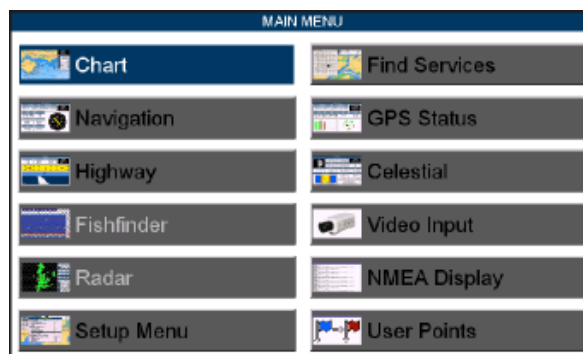 MAIN MENU
Chart
Find Services
Navigation
GPS Status
Highway
Celestial
Fishfinder
Video Input
Radar
NMEA Display
Setup Menu
User Points